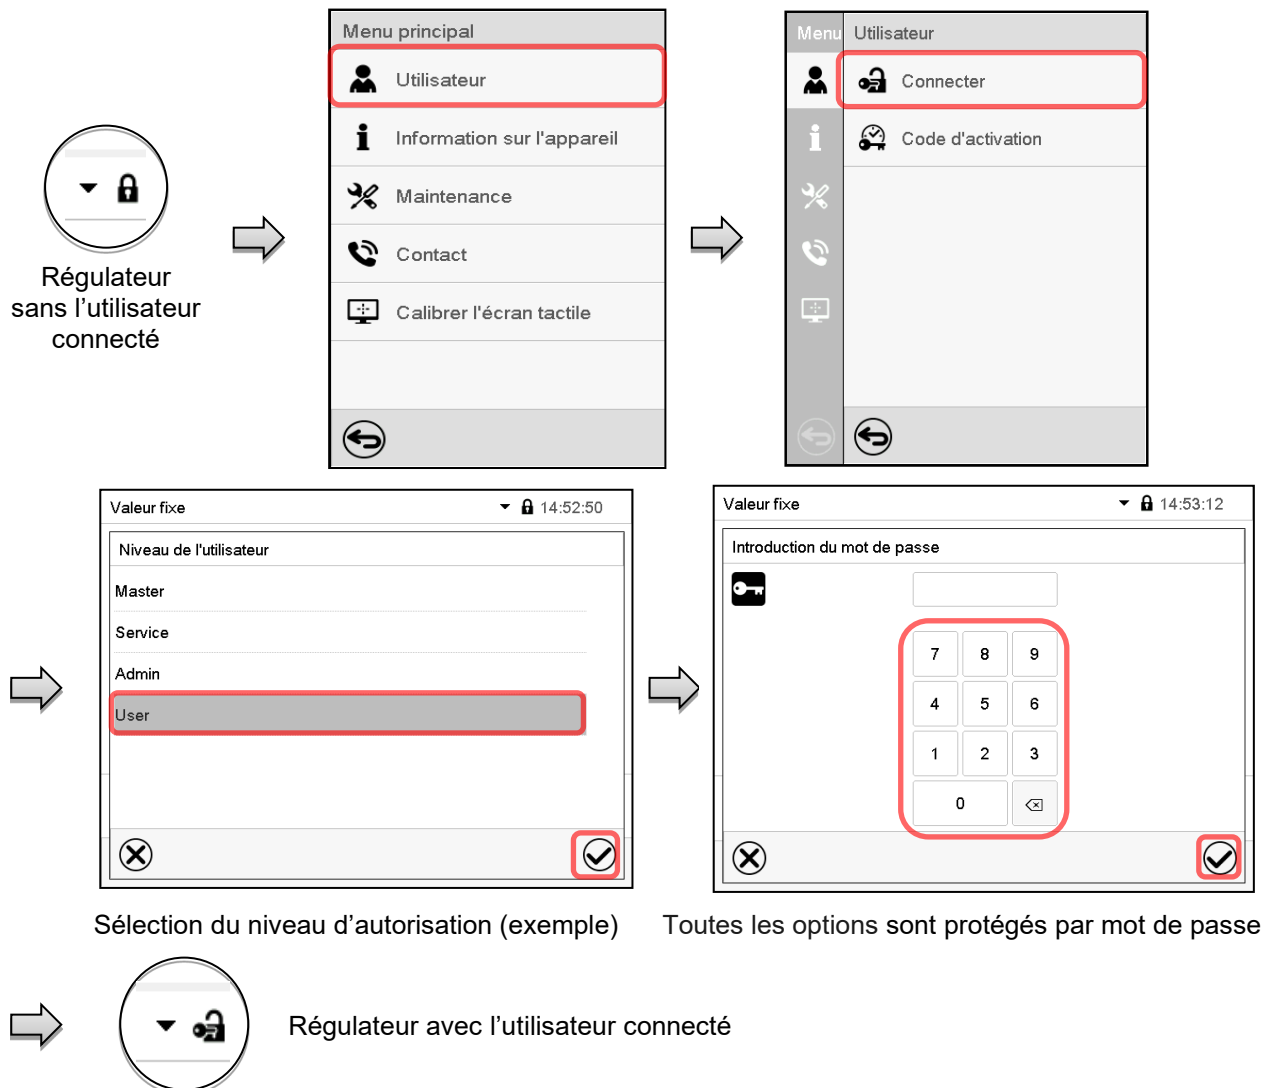 Menu principal
Utilisateur
Information sur l'appareil
Maintenance
Contact
Calibrer l'écran tactile
Menu
Utilisateur
Connecter
Code d'activation
Régulateur
sans l’utilisateur
connecté
Valeur fixe
14:52:50
Niveau de l'utilisateur
Master
Service
Admin
User
Valeur fixe
14:53:12
Introduction du mot de passe
7 8 9
4 5 6
1 2 3
0
Sélection du niveau d’autorisation (exemple)
Toutes les options sont protégés par mot de passe
Régulateur avec l’utilisateur connecté